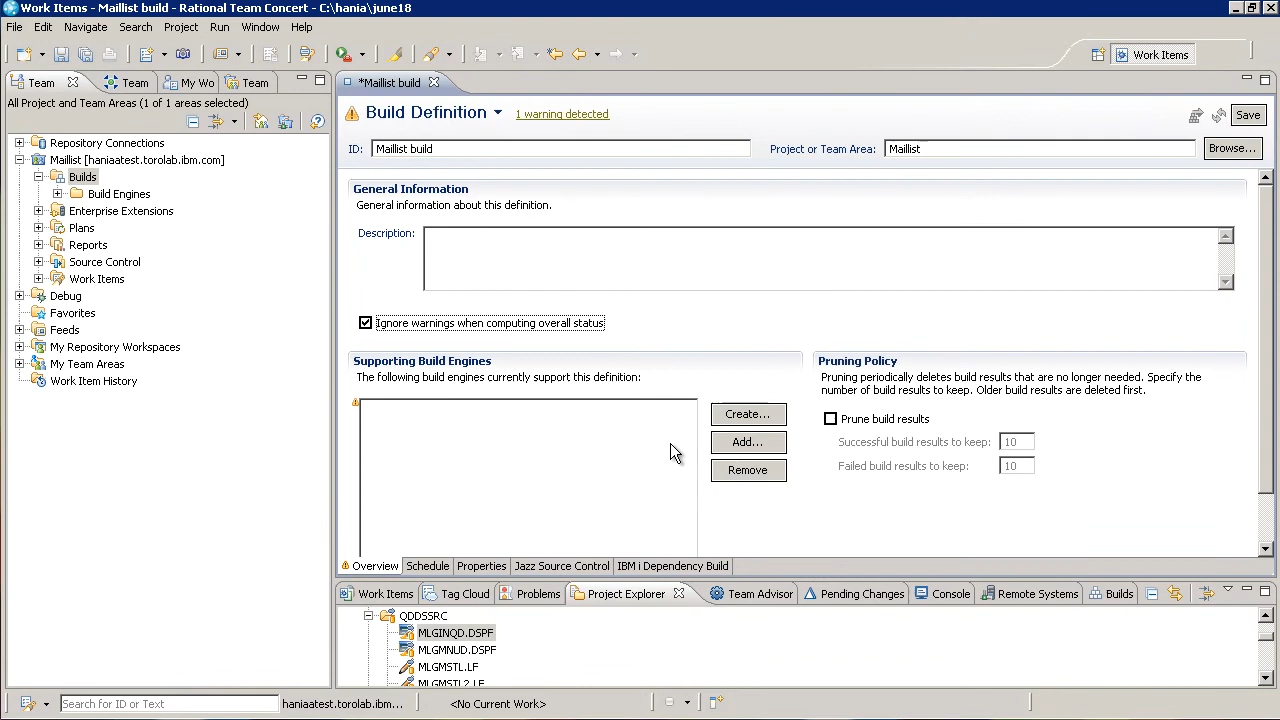 Work Items - Maillist build - Rational Team Concert - C:\hania\june18
File Edit Navigate Search Project Run Window Help
Work Items
Team Team My Wo Team
*Maillist build
All Project and Team Areas (1 of 1 areas selected)
Build Definition 1 warning detected Save
ID: Maillist build Project or Team Area: Maillist Browse...
Repository Connections
Maillist [haniaatest.torolab.ibm.com]
Builds
Build Engines
Enterprise Extensions
Plans
Reports
Source Control
Work Items
Debug
Favorites
Feeds
My Repository Workspaces
My Team Areas
Work Item History
General Information
General information about this definition.
Description:
Ignore warnings when computing overall status
Supporting Build Engines
The following build engines currently support this definition:
Create...
Add...
Remove
Pruning Policy
Pruning periodically deletes build results that are no longer needed. Specify the
number of build results to keep. Older build results are deleted first.
Prune build results
Successful build results to keep: 10
Failed build results to keep: 10
Overview Schedule Properties Jazz Source Control IBM i Dependency Build
Work Items Tag Cloud Problems Project Explorer Team Advisor Pending Changes Console Remote Systems Builds
QDDSSRC
MLGINQD.DSPF
MLGMNUD.DSPF
MLGMSTL.LF
MLGMSTL2.LF
Search for ID or Text haniaatest.torolab.ibm... <No Current Work>